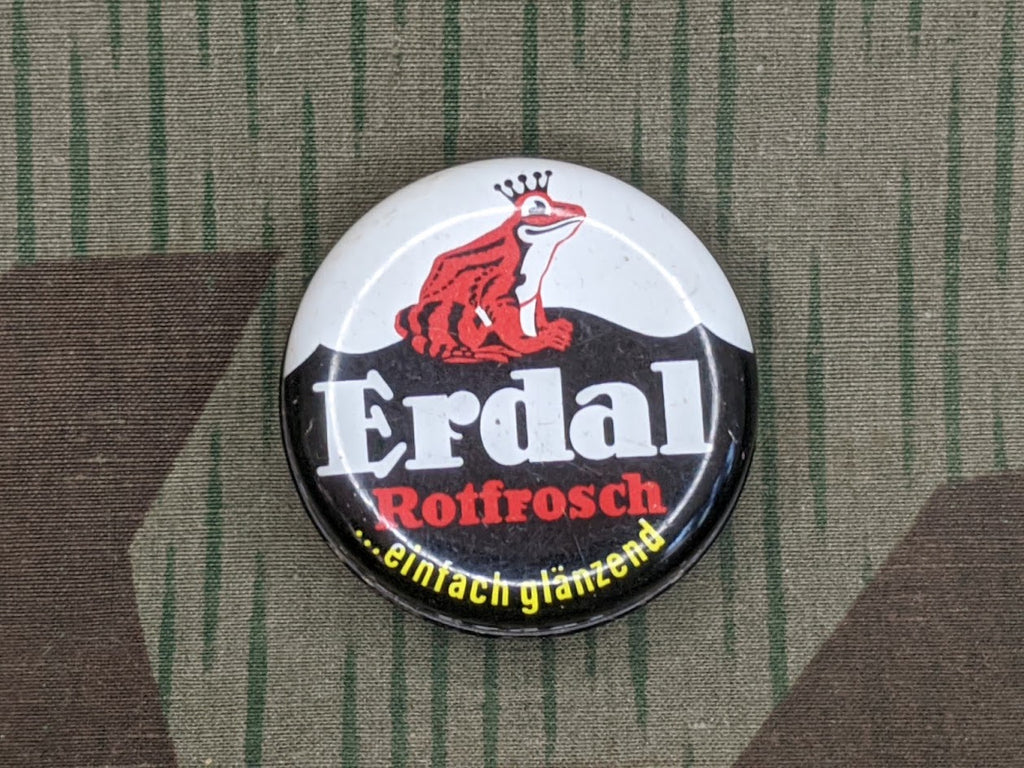 Erdal
Rotfrosch
...einfach glänzend